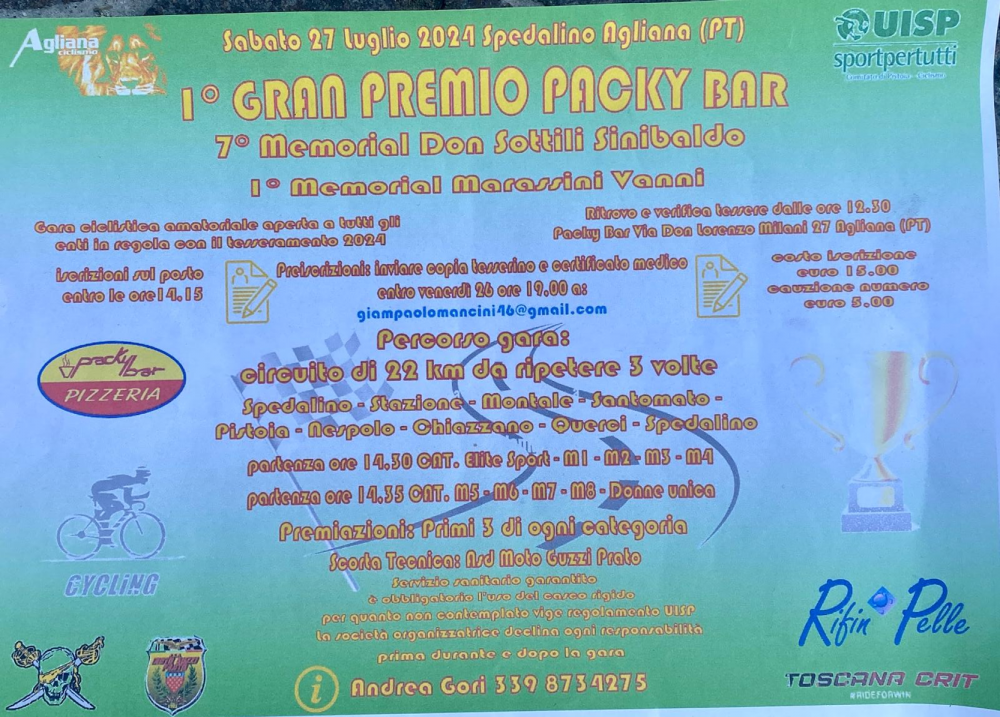 Agliana
ciclismo
Sabato 27 Luglio 2024 Spedalino Agliana (PT)
UISP
sportpertutti
Comitato di Pistoia - Ciclismo
1° GRAN PREMIO PACKY BAR
7° Memorial Don Sottili Sinibaldo
1° Memorial Marassini Vanni
Gara ciclistica amatoriale aperta a tutti gli
enti in regola con il tesseramento 2024
Ritrovo e verifica tessere dalle ore 12.30
Packy Bar Via Don Lorenzo Milani 27 Agliana (PT)
iscrizioni sul posto
entro le ore 14.15
Preiscrizioni: inviare copia tesserino e certificato medico
entro venerdi 26 ore 19.00 a:
giampaolomancini46@gmail.com
costo iscrizione
euro 15.00
cauzione numero
euro 5.00
Percorso gara:
circuito di 22 km da ripetere 3 volte
Spedalino - Stazione - Montale - Santomato -
Pistoia - Nespolo - Chiazzano - Querci - Spedalino
packy bar
PIZZERIA
partenza ore 14.30 CAT. Elite Sport - M1 - M2 - M3 - M4
partenza ore 14.35 CAT. M5 - M6 - M7 - M8 - Donne unica
Premiazioni: Primi 3 di ogni categoria
Scorta Tecnica: Asd Moto Guzzi Prato
CYCLING
Servizio sanitario garantito
è obbligatorio l'uso del casco rigido
per quanto non contemplato vige regolamento UISP
la società organizzatrice declina ogni responsabilità
prima durante e dopo la gara
Rifin Pelle
i Andrea Gori 339 8734275
TOSCANA CRIT
#RIDEFORWIN